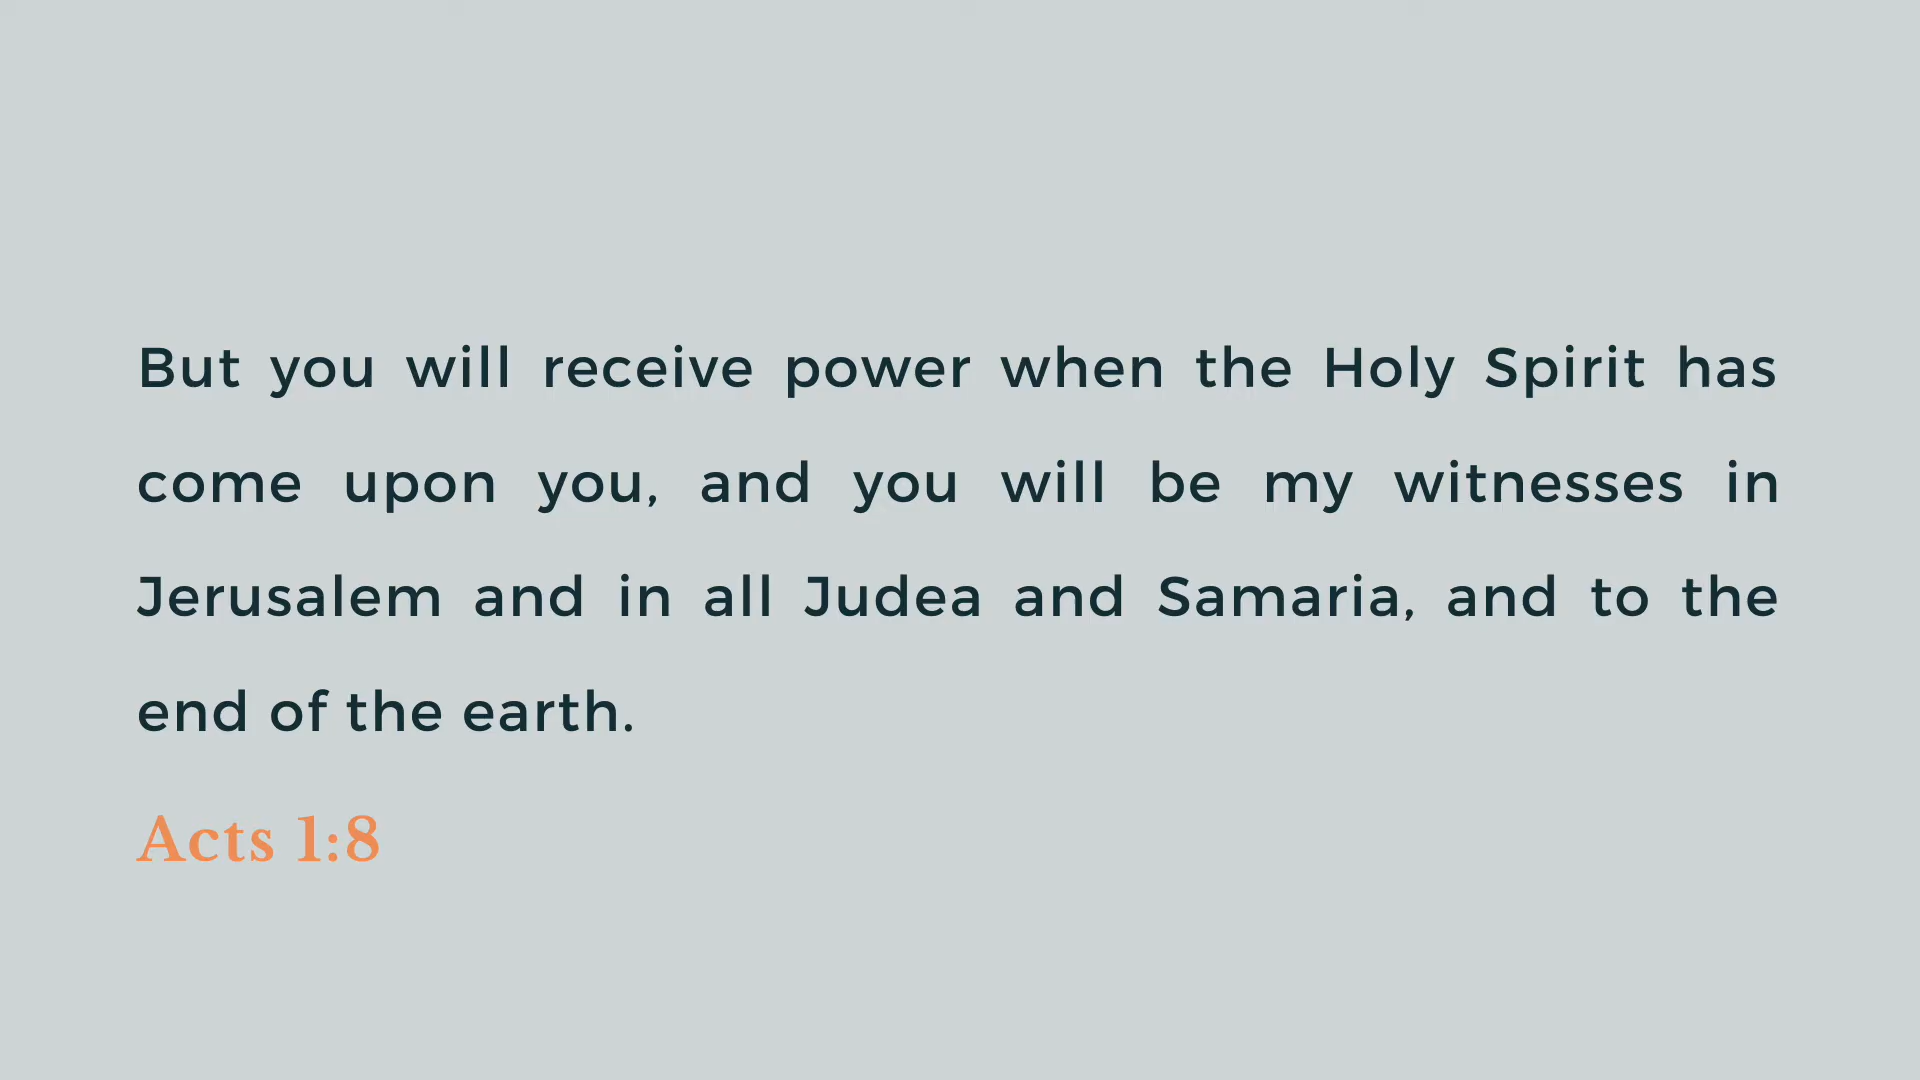 But you will receive power when the Holy Spirit has
come upon you, and you will be my witnesses in
Jerusalem and in all Judea and Samaria, and to the
end of the earth.
Acts 1:8